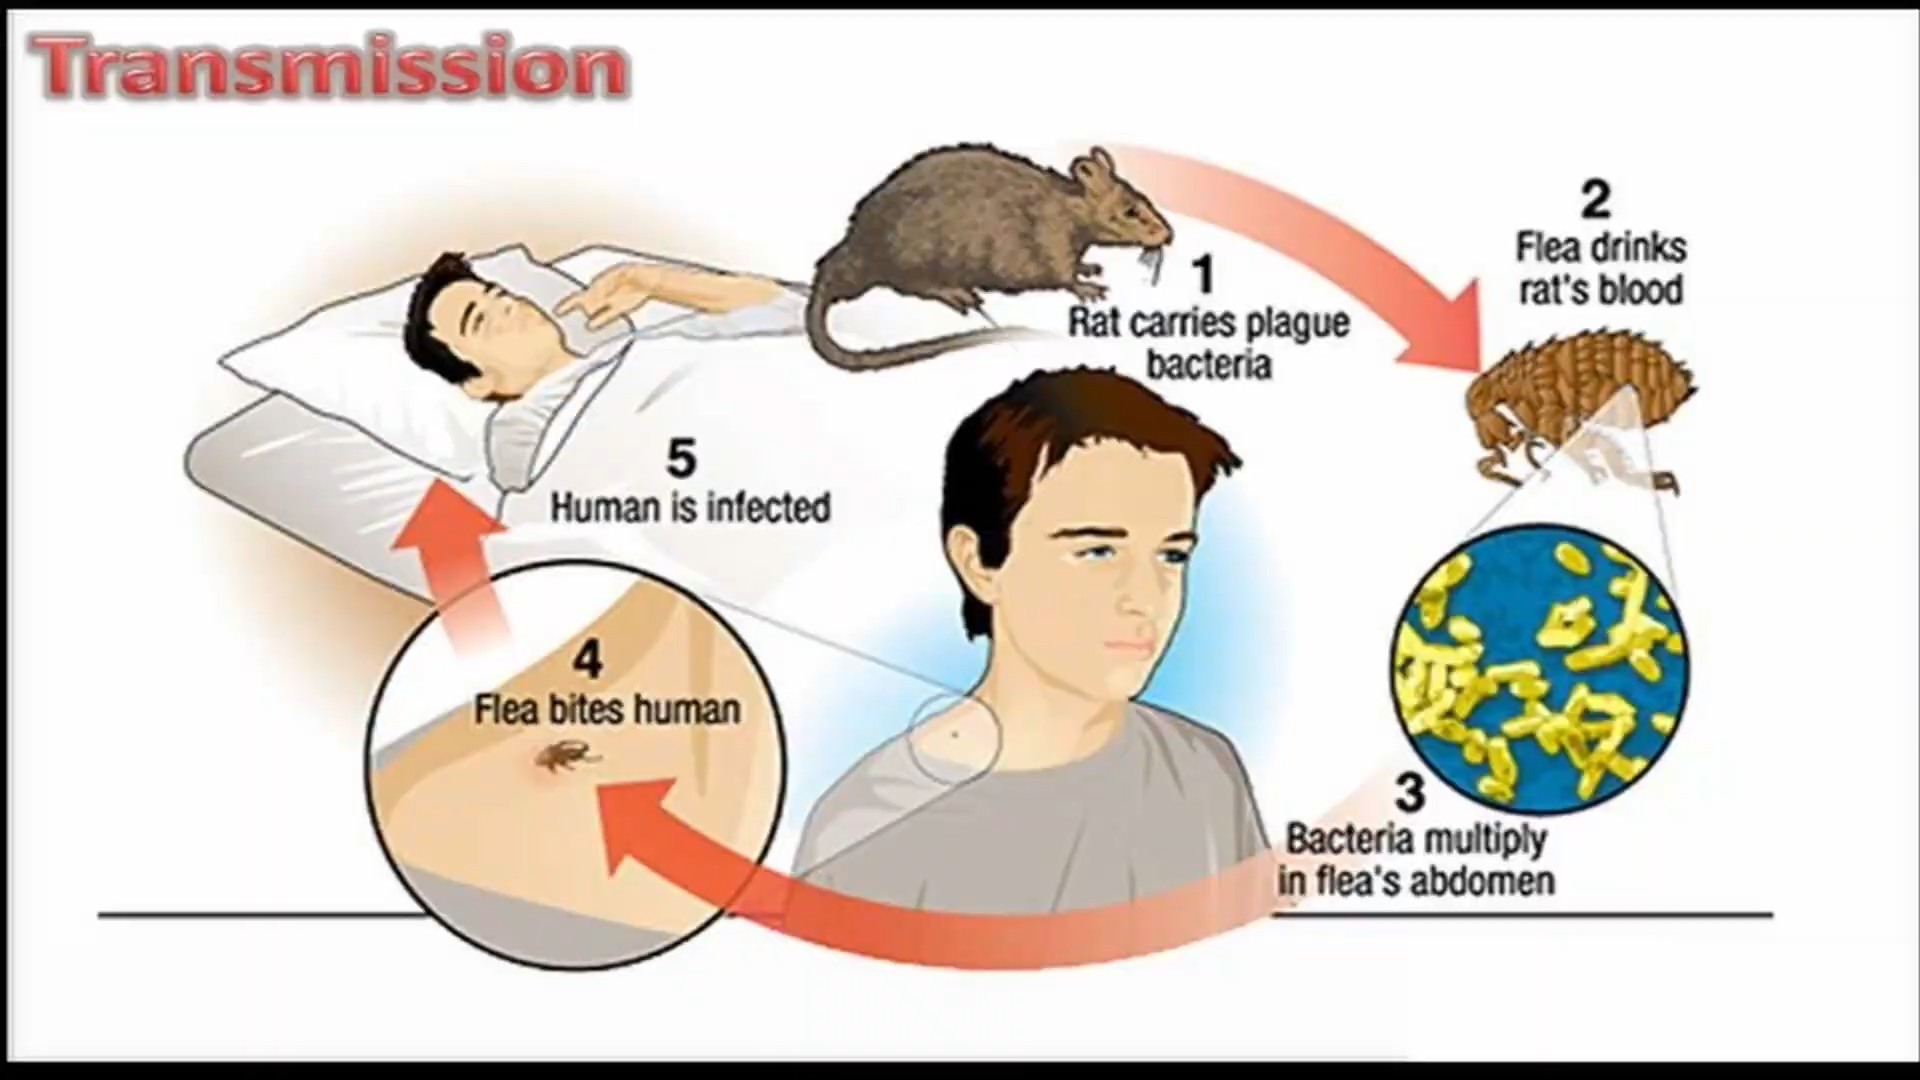 Transmission
1
Rat carries plague
bacteria
2
Flea drinks
rat's blood
3
Bacteria multiply
in flea's abdomen
4
Flea bites human
5
Human is infected